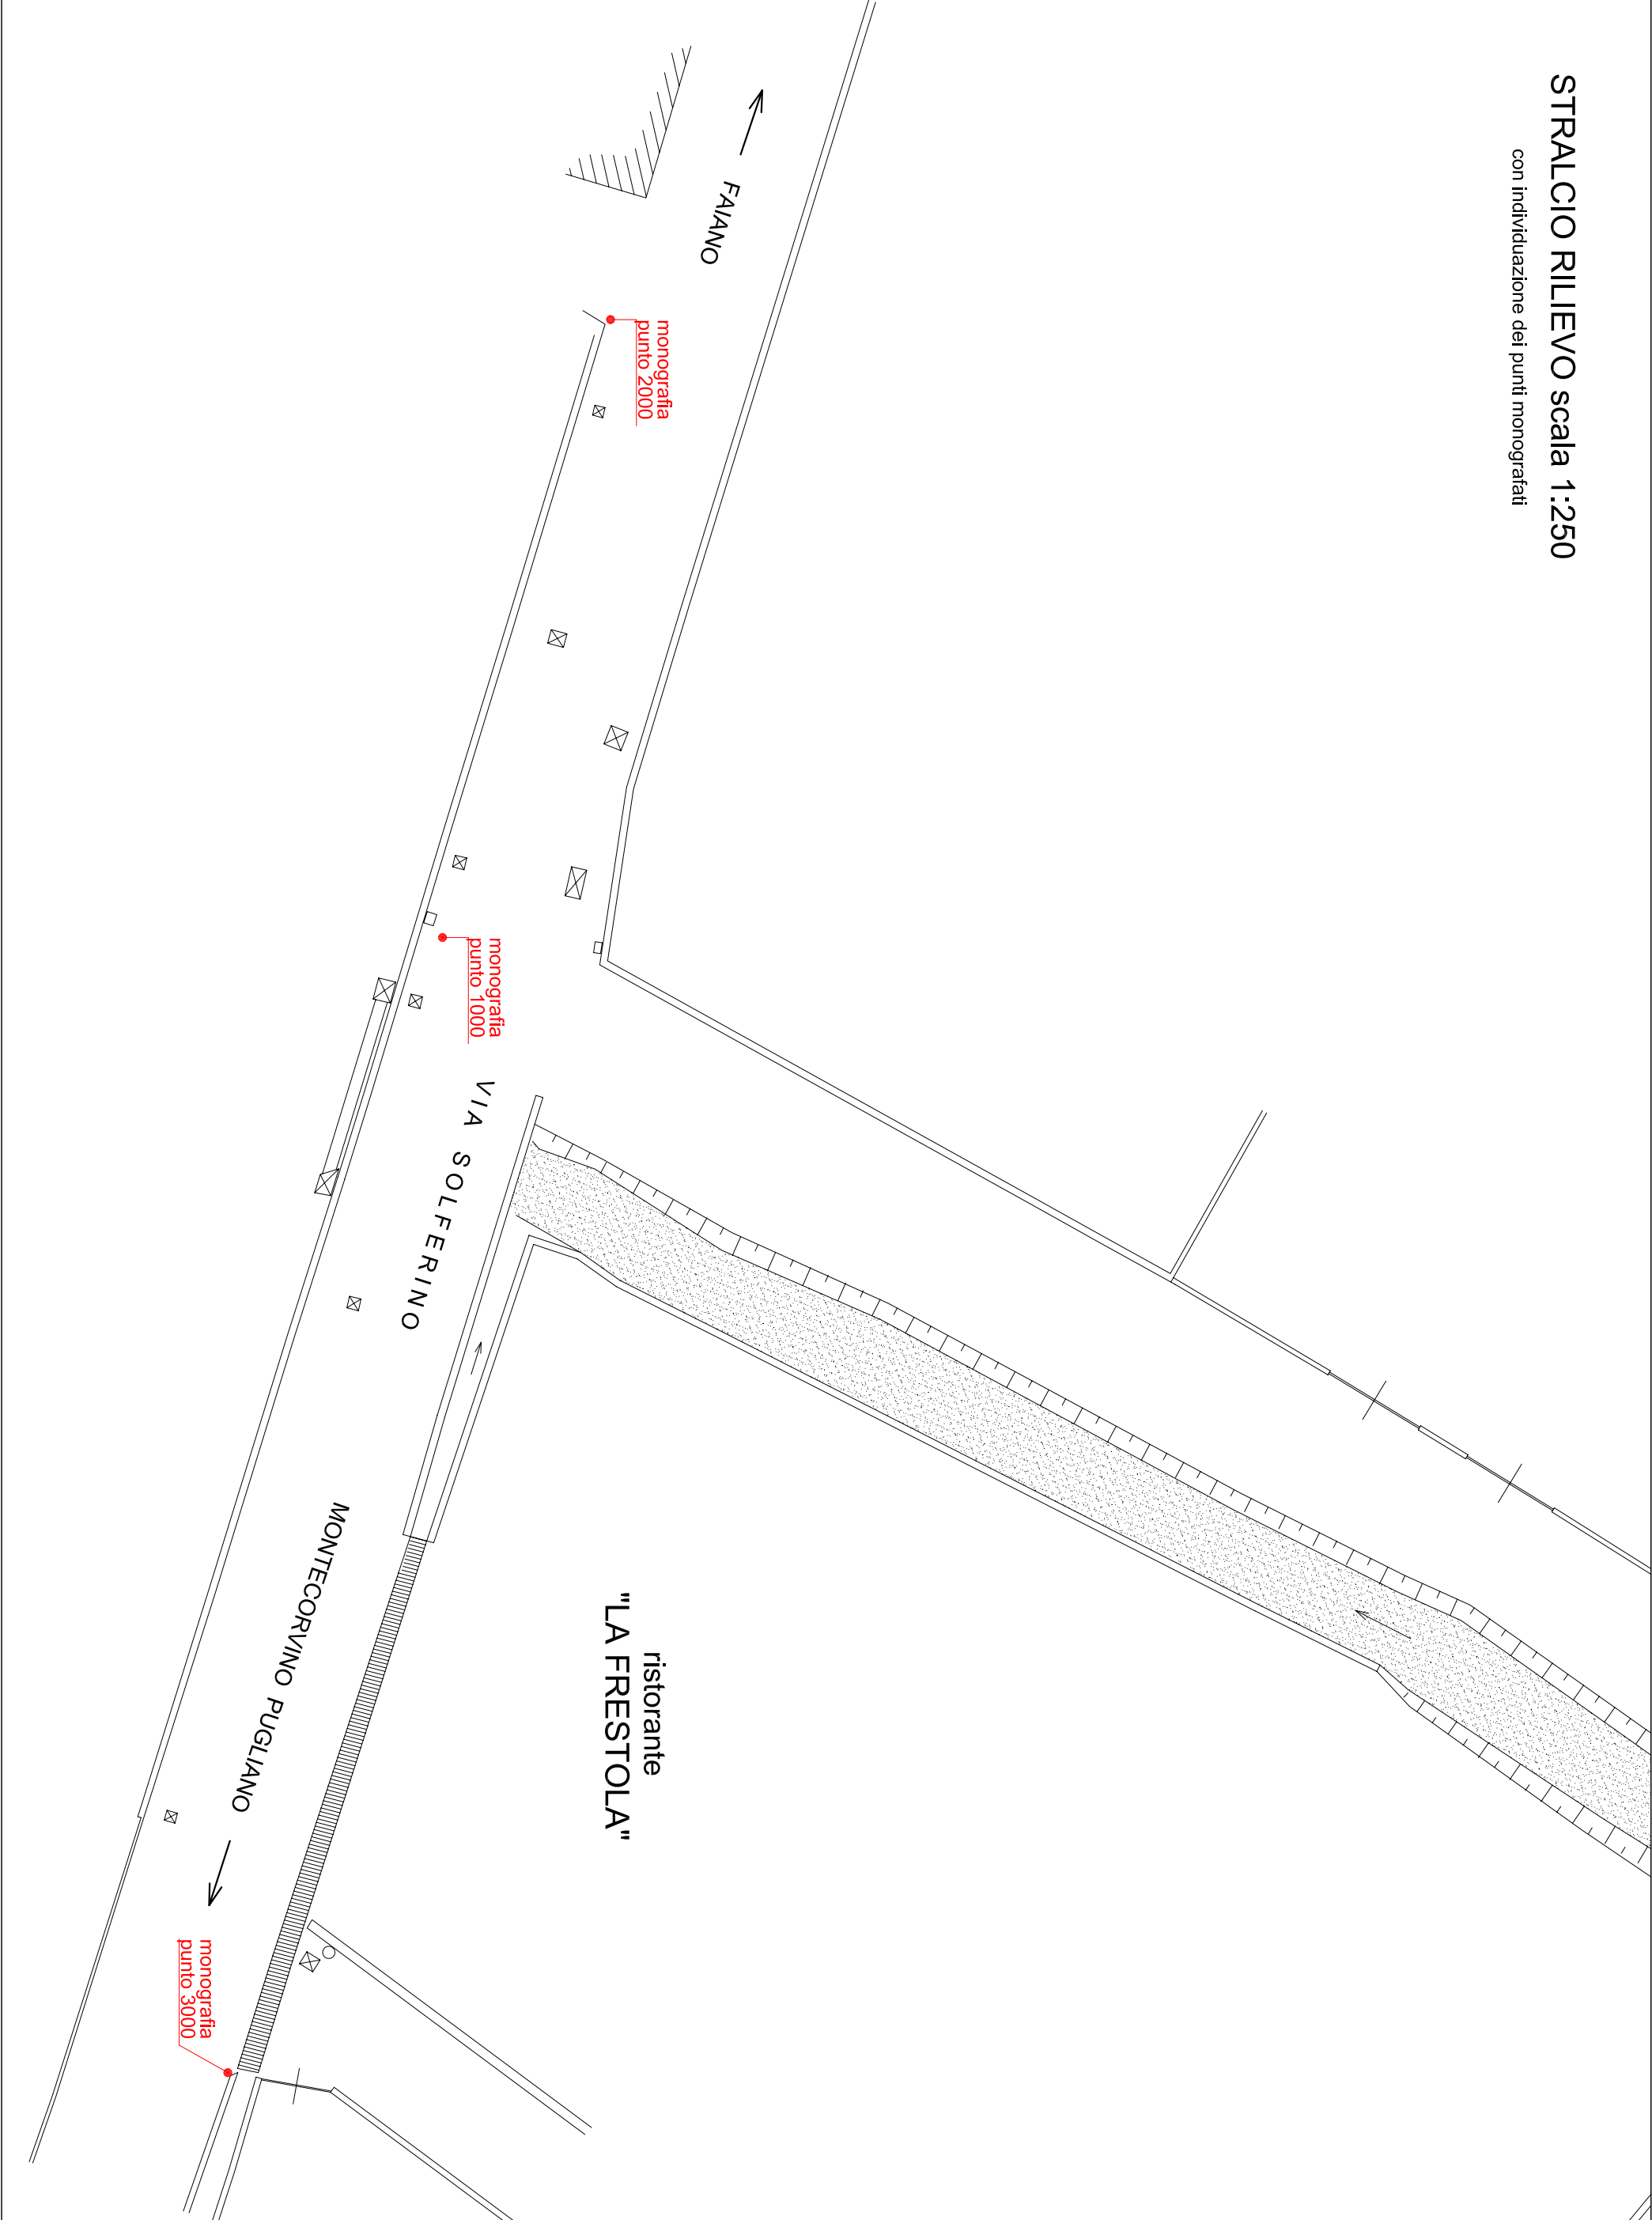 STRALCIO RILIEVO scala 1:250
con individuazione dei punti monografati
FAIANO
monografia
punto 2000
monografia
punto 1000
VIA SOLFERINO
ristorante
"LA FRESTOLA"
MONTECORVINO PUGLIANO
monografia
punto 3000